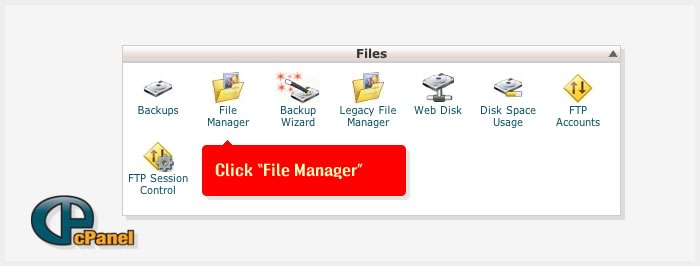 Files
Backups
File
Manager
Backup
Wizard
Legacy File
Manager
Web Disk
Disk Space
Usage
FTP
Accounts
FTP Session
Control
Click “File Manager”
cPanel